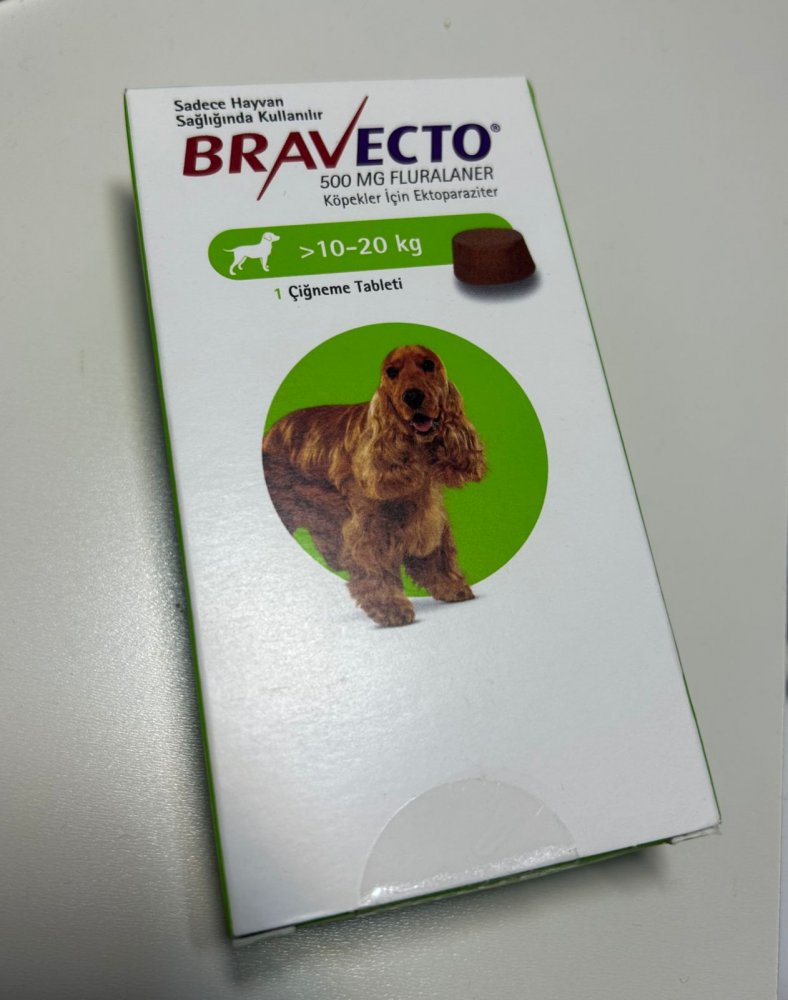 Sadece Hayvan
Sağlığında Kullanılır
BRAVECTO®
500 MG FLURALANER
Köpekler İçin Ektoparaziter
>10-20 kg
1 Çiğneme Tableti